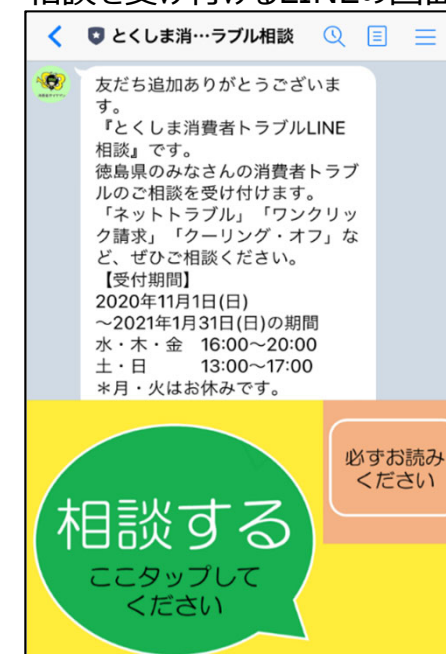 相談を受け付けるLINEの画面
とくしま消…ラブル相談
友だち追加ありがとうございま
す。
『とくしま消費者トラブルLINE
相談』です。
徳島県のみなさんの消費者トラブ
ルのご相談を受け付けます。
「ネットトラブル」「ワンクリッ
ク請求」「クーリング・オフ」な
ど、ぜひご相談ください。
【受付期間】
2020年11月1日(日)
～2021年1月31日(日)の期間
水・木・金 16:00～20:00
土・日 13:00～17:00
＊月・火はお休みです。
必ずお読み
ください
相談する
ここタップして
ください